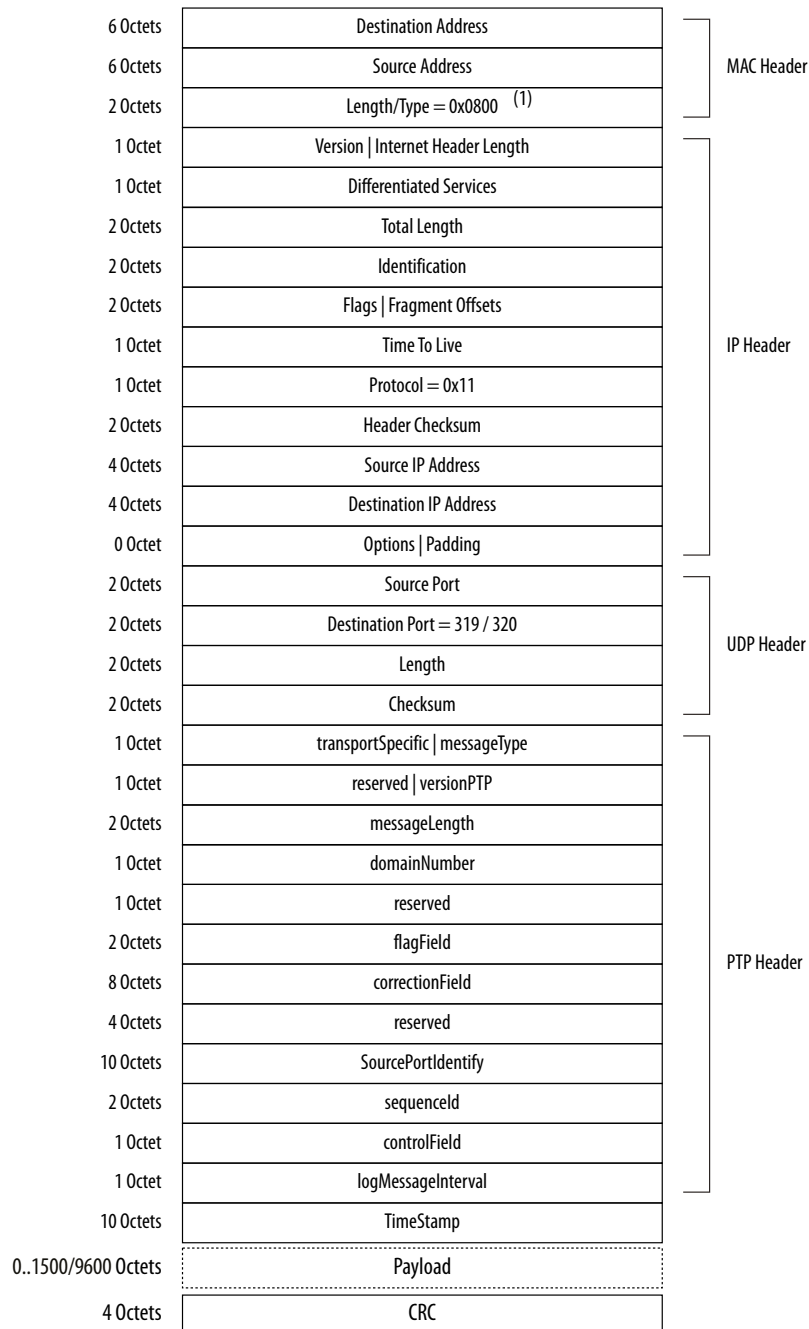 6 Octets Destination Address
6 Octets Source Address MAC Header
2 Octets Length/Type = 0x0800 (1)
1 Octet Version | Internet Header Length
1 Octet Differentiated Services
2 Octets Total Length
2 Octets Identification
2 Octets Flags | Fragment Offsets
1 Octet Time To Live IP Header
1 Octet Protocol = 0x11
2 Octets Header Checksum
4 Octets Source IP Address
4 Octets Destination IP Address
0 Octet Options | Padding
2 Octets Source Port
2 Octets Destination Port = 319 / 320
UDP Header
2 Octets Length
2 Octets Checksum
1 Octet transportSpecific | messageType
1 Octet reserved | versionPTP
2 Octets messageLength
1 Octet domainNumber
1 Octet reserved
2 Octets flagField
8 Octets correctionField PTP Header
4 Octets reserved
10 Octets SourcePortIdentify
2 Octets sequenceId
1 Octet controlField
1 Octet logMessageInterval
10 Octets TimeStamp
0..1500/9600 Octets Payload
4 Octets CRC